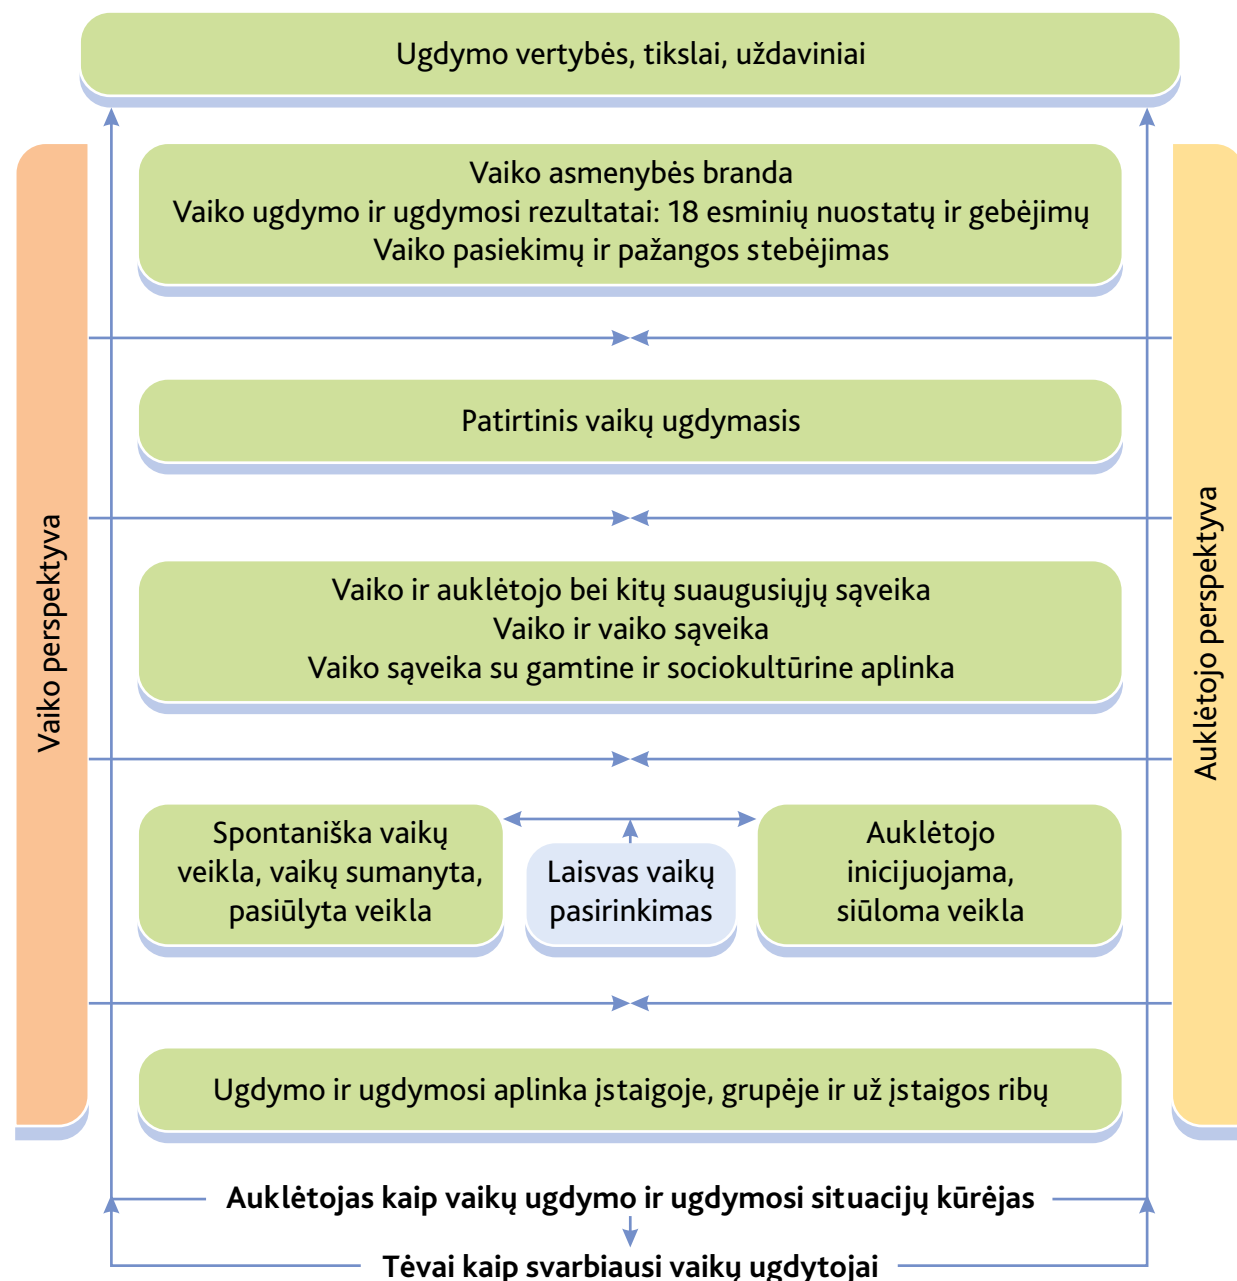 Ugdymo vertybės, tikslai, uždaviniai
Vaiko perspektyva
Auklėtojo perspektyva
Vaiko asmenybės branda
Vaiko ugdymo ir ugdymosi rezultatai: 18 esminių nuostatų ir gebėjimų
Vaiko pasiekimų ir pažangos stebėjimas
Patirtinis vaikų ugdymasis
Vaiko ir auklėtojo bei kitų suaugusiųjų sąveika
Vaiko ir vaiko sąveika
Vaiko sąveika su gamtine ir sociokultūrine aplinka
Spontaniška vaikų
veikla, vaikų sumanyta,
pasiūlyta veikla
Laisvas vaikų
pasirinkimas
Auklėtojo
inicijuojama,
siūloma veikla
Ugdymo ir ugdymosi aplinka įstaigoje, grupėje ir už įstaigos ribų
Auklėtojas kaip vaikų ugdymo ir ugdymosi situacijų kūrėjas
Tėvai kaip svarbiausi vaikų ugdytojai